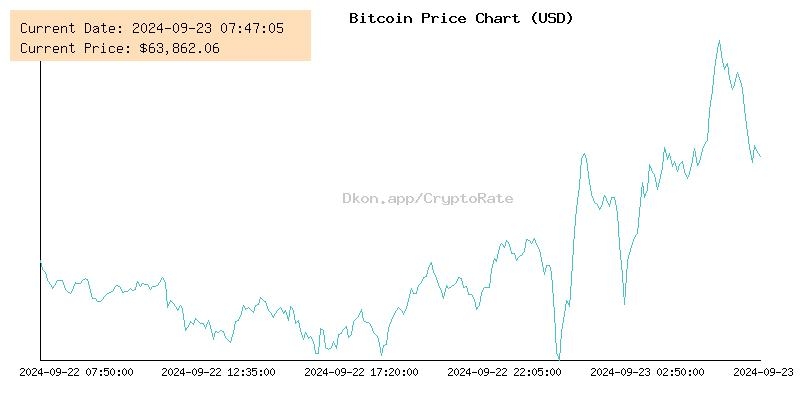 Bitcoin Price Chart (USD)
Current Date: 2024-09-23 07:47:05
Current Price: $63,862.06
Dkon.app/CryptoRate
2024-09-22 07:50:00 2024-09-22 12:35:00 2024-09-22 17:20:00 2024-09-22 22:05:00 2024-09-23 02:50:00 2024-09-23